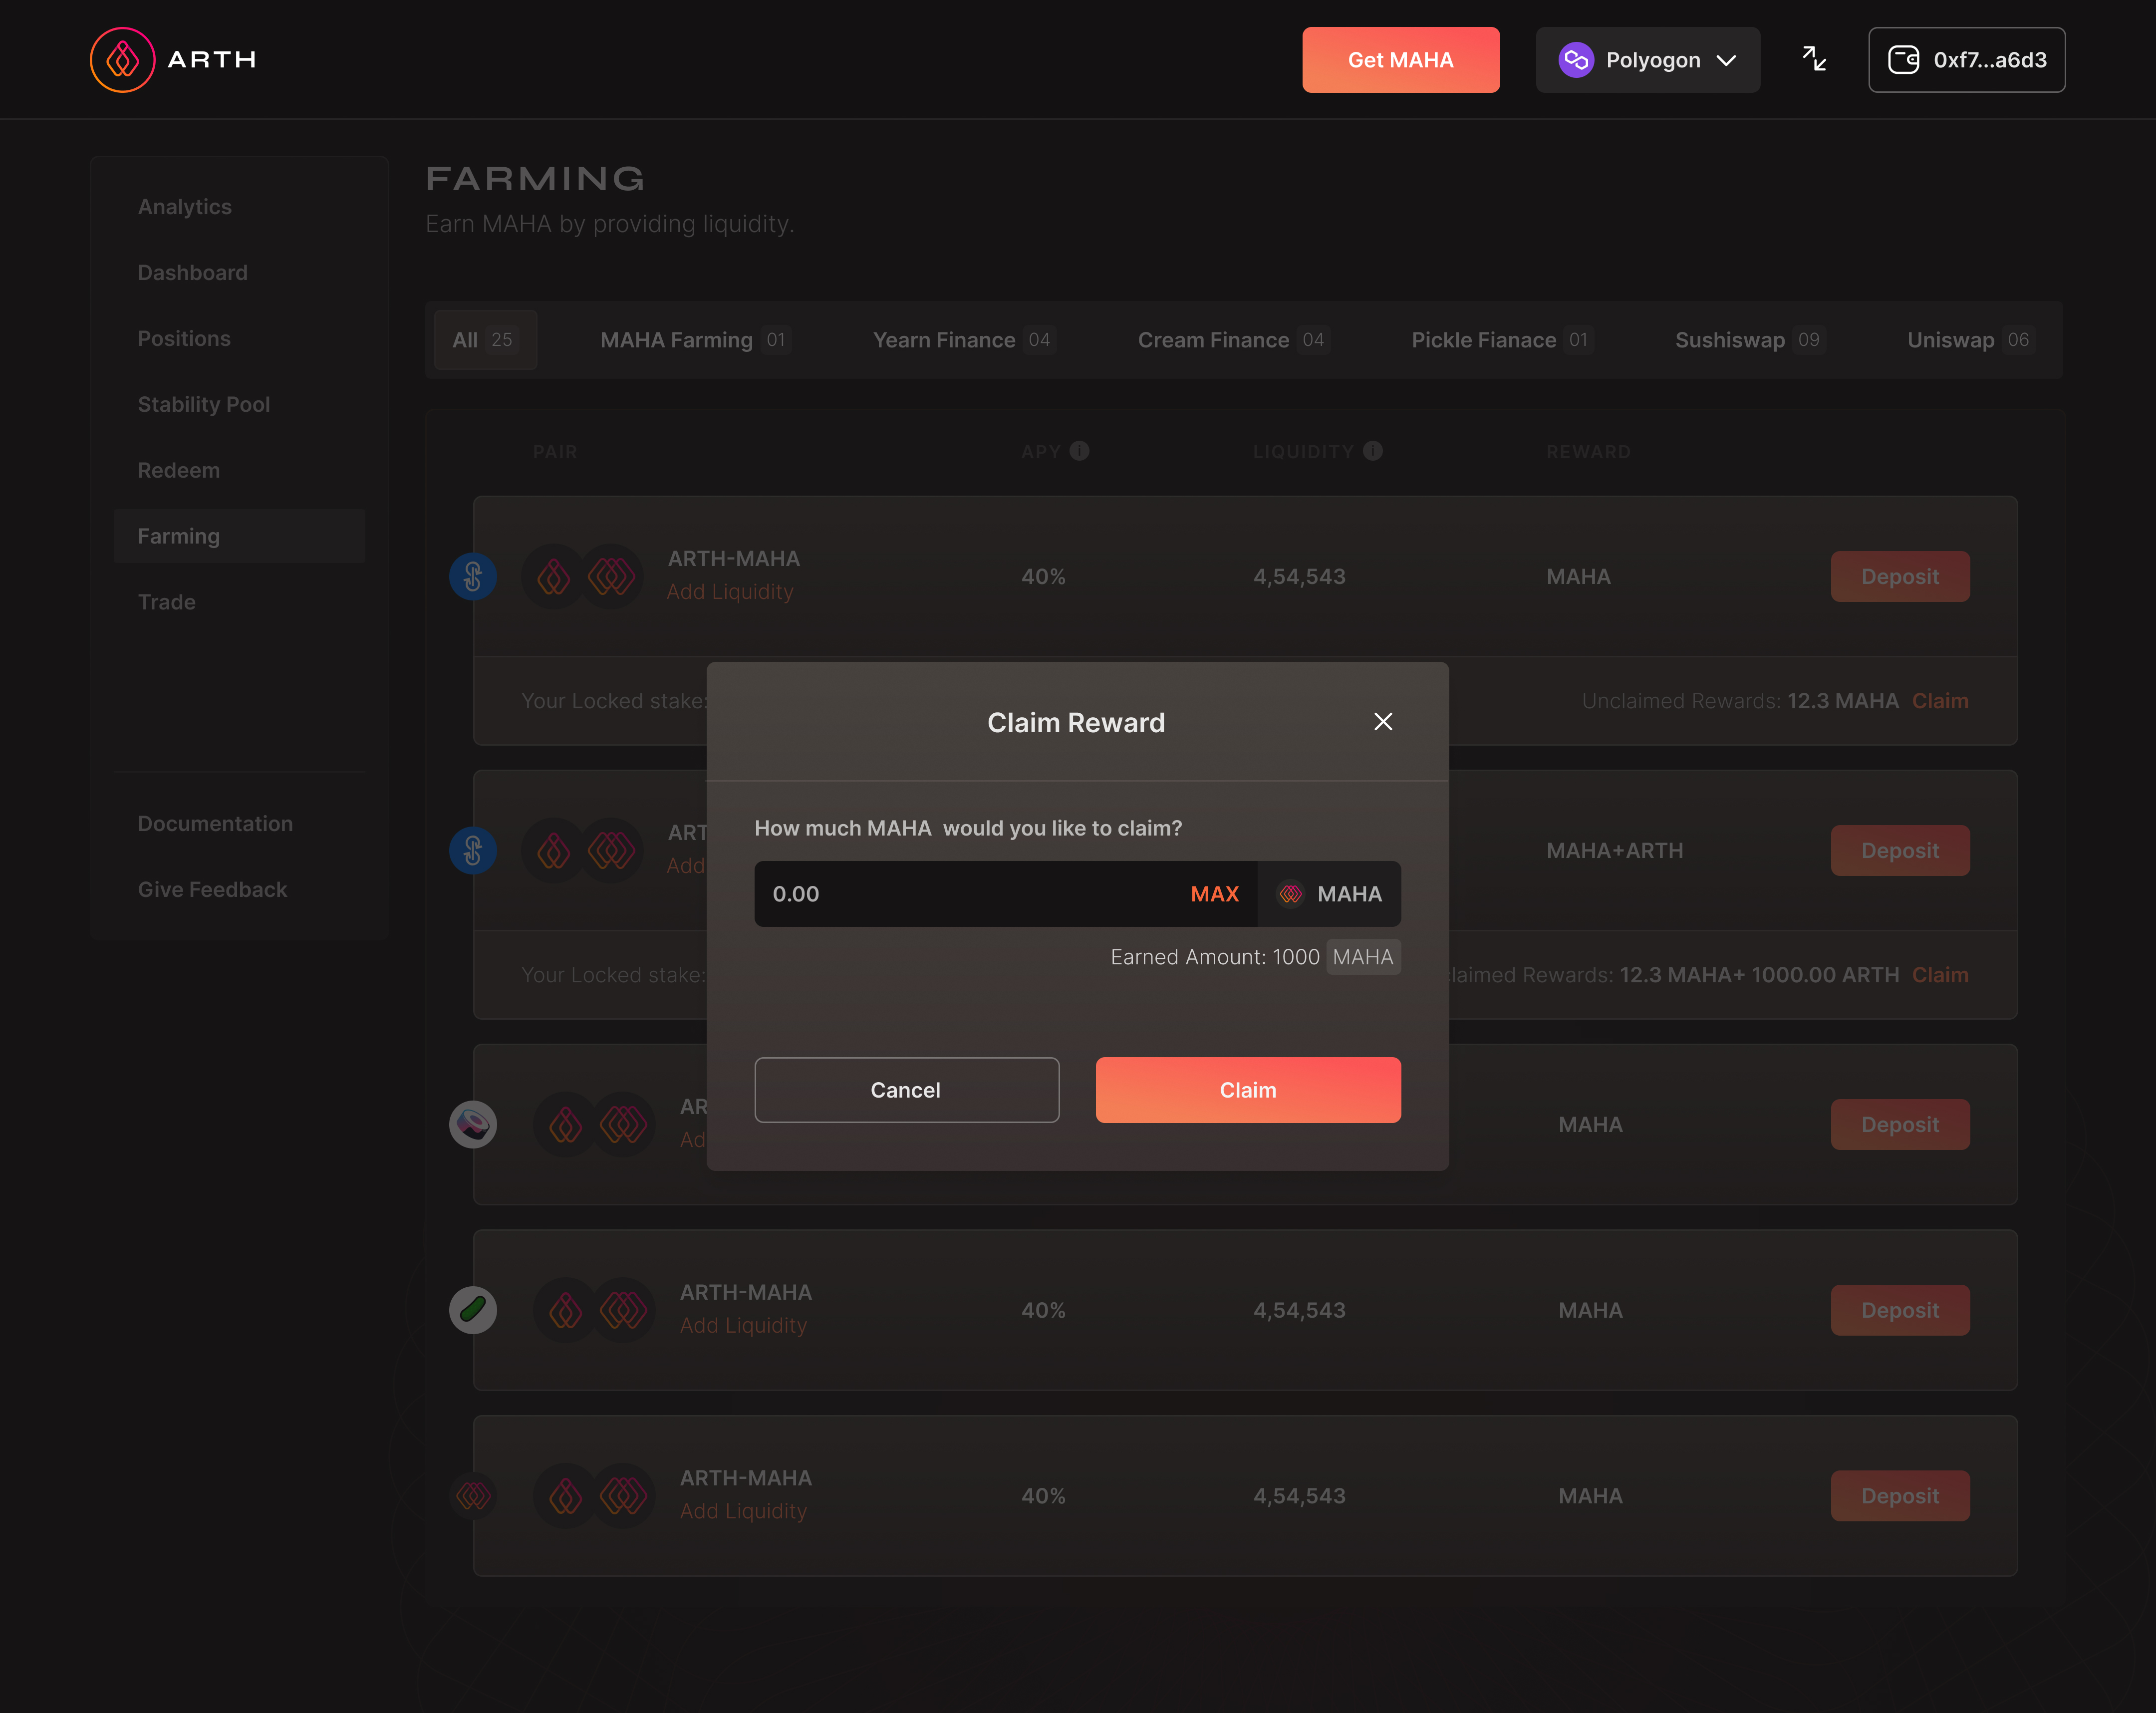 ARTH
Get MAHA
Polyogon
0xf7...a6d3
Analytics
Dashboard
Positions
Stability Pool
Redeem
Farming
Trade
Documentation
Give Feedback
FARMING
Earn MAHA by providing liquidity.
All 25
MAHA Farming 01
Yearn Finance 04
Cream Finance 04
Pickle Fianace 01
Sushiswap 09
Uniswap 06
PAIR APY LIQUIDITY REWARD
ARTH-MAHA
Add Liquidity
40% 4,54,543 MAHA Deposit
Your Locked stake:
Unclaimed Rewards: 12.3 MAHA Claim
ART
Add
MAHA+ARTH Deposit
Your Locked stake:
laimed Rewards: 12.3 MAHA+ 1000.00 ARTH Claim
AR
Ad
MAHA Deposit
ARTH-MAHA
Add Liquidity
40% 4,54,543 MAHA Deposit
ARTH-MAHA
Add Liquidity
40% 4,54,543 MAHA Deposit
Claim Reward
How much MAHA would you like to claim?
0.00 MAX MAHA
Earned Amount: 1000 MAHA
Cancel Claim